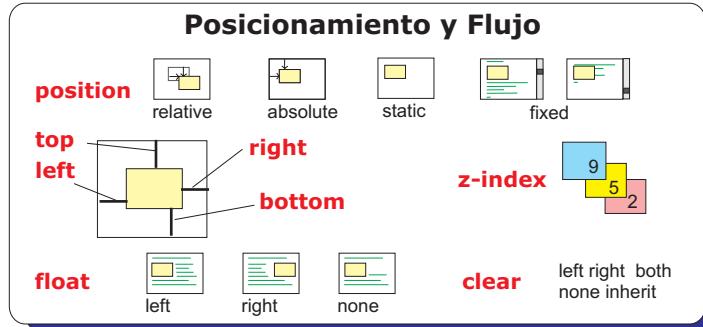 Posicionamiento y Flujo
position
relative absolute static fixed
top
left
right
bottom
z-index
9
5
2
float
left right none
clear
left right both
none inherit